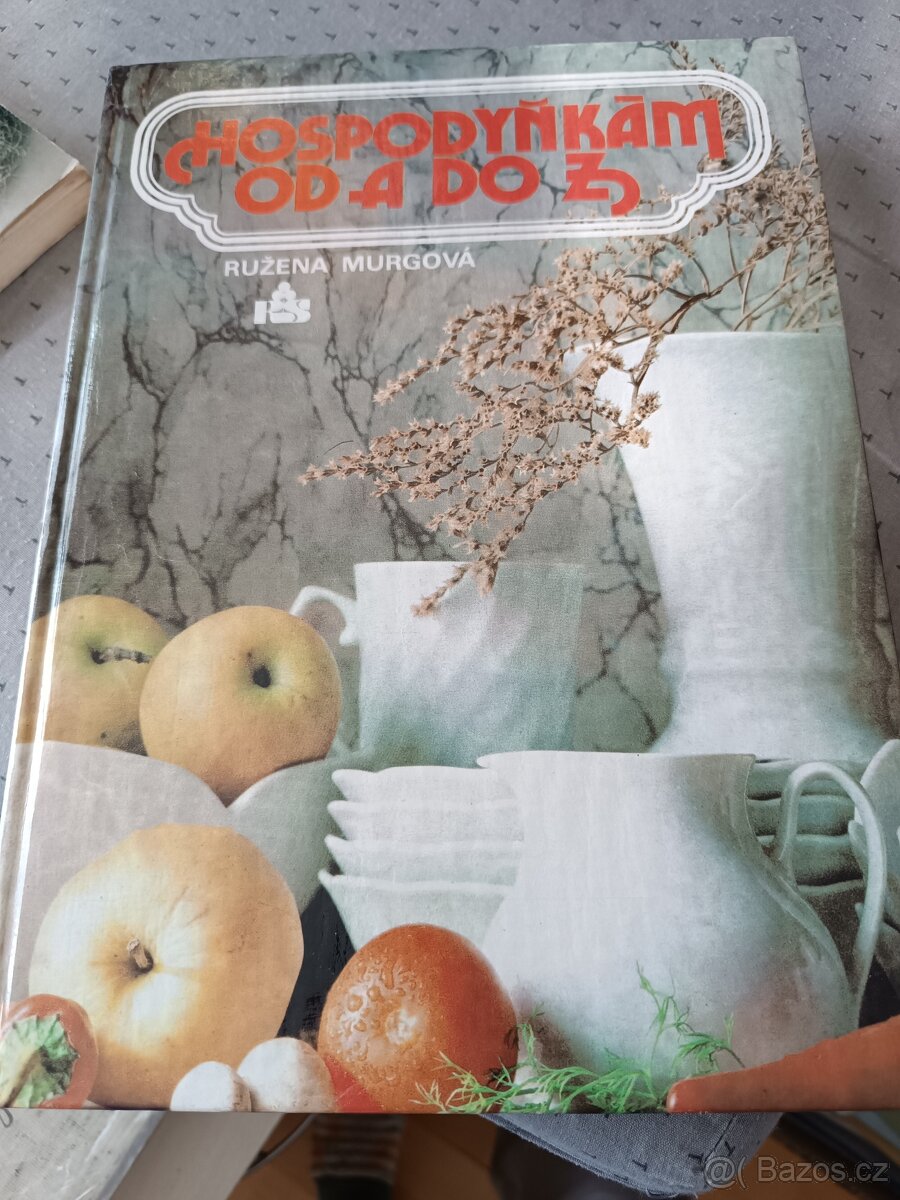 HOSPODYŇKÁM
OD A DO Z
RUŽENA MURGOVÁ
R&S
@( Bazos.cz